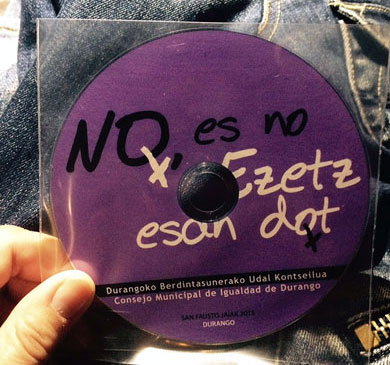 NO, es no
Ezetz
esan dot
Durangoko Berdintasunerako Udal Kontseilua
Consejo Municipal de Igualdad de Durango
SAN FAUSTO JAIAK 2013
DURANGO